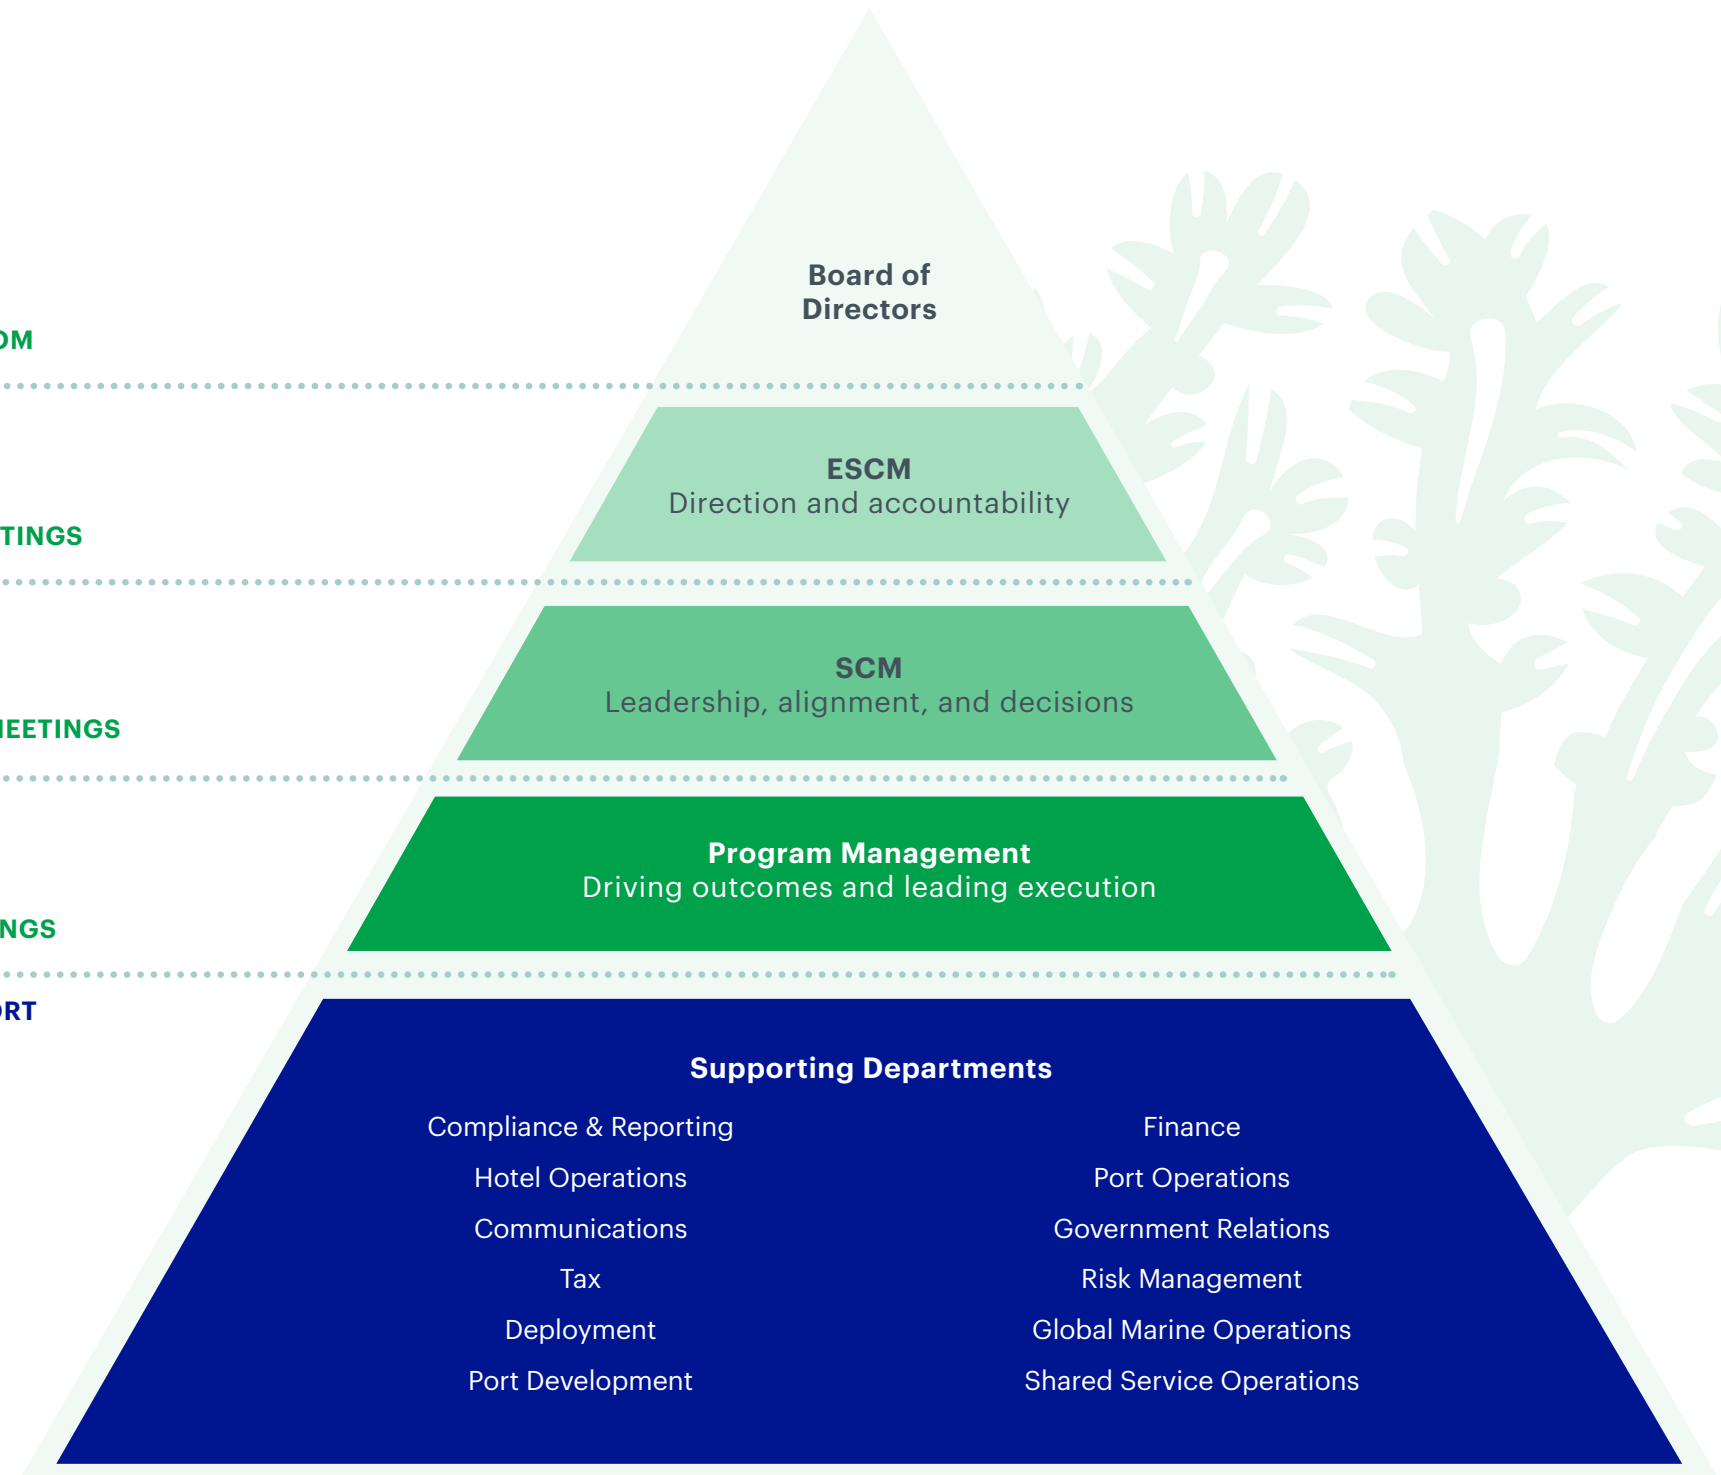 Board of
Directors
OM
ESCM
Direction and accountability
TINGS
SCM
Leadership, alignment, and decisions
MEETINGS
Program Management
Driving outcomes and leading execution
NGS
ORT
Supporting Departments
Compliance & Reporting
Hotel Operations
Communications
Tax
Deployment
Port Development
Finance
Port Operations
Government Relations
Risk Management
Global Marine Operations
Shared Service Operations